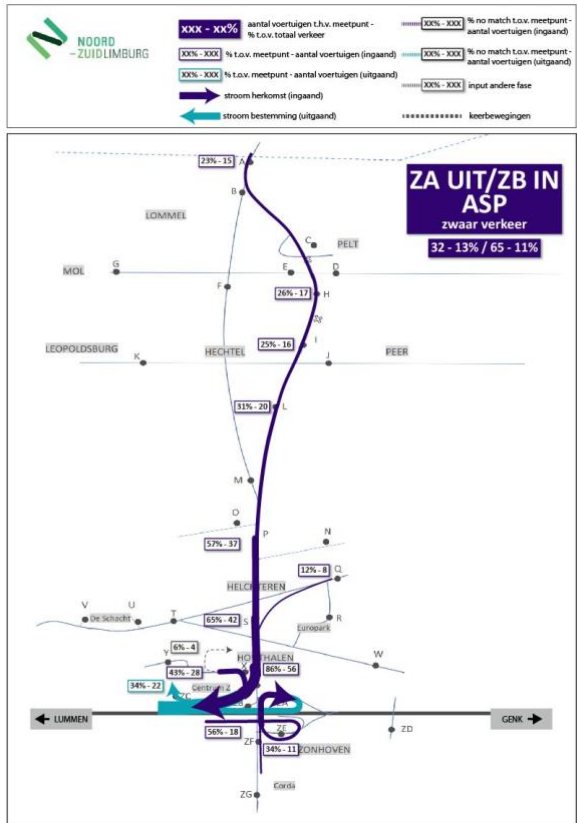 NOORD
-ZUIDLIMBURG
xxx - xx% aantal voertuigen t.h.v. meetpunt -
% t.o.v. totaal verkeer
XX% - XXX % t.o.v. meetpunt - aantal voertuigen (ingaand)
XX% - XXX % t.o.v. meetpunt - aantal voertuigen (uitgaand)
stroom herkomst (ingaand)
stroom bestemming (uitgaand)
XX% - XXX % no match t.o.v. meetpunt -
aantal voertuigen (ingaand)
XX% - XXX % no match t.o.v. meetpunt -
aantal voertuigen (uitgaand)
XX% - XXX input andere fase
keerbewegingen
ZA UIT/ZB IN
ASP
zwaar verkeer
32 - 13% / 65 - 11%
23% - 15 A
B
LOMMEL
C PELT
MOL G E D
F 26% - 17 H
25% - 16 I
LEOPOLDSBURG HECHTEL PEER
K J
31% - 20 L
M
O
P N
57% - 37
12% - 8 Q
HELCHTEREN
V U T 65% - 42 S R
De Schacht Europark
6% - 4
Y HOUTHALEN W
43% - 28 X 86% - 56
34% - 22 Centrum Z
ZC ZB ZA
LUMMEN GENK
56% - 18 ZE ZD
ZF 34% - 11 ZONHOVEN
Corda
ZG